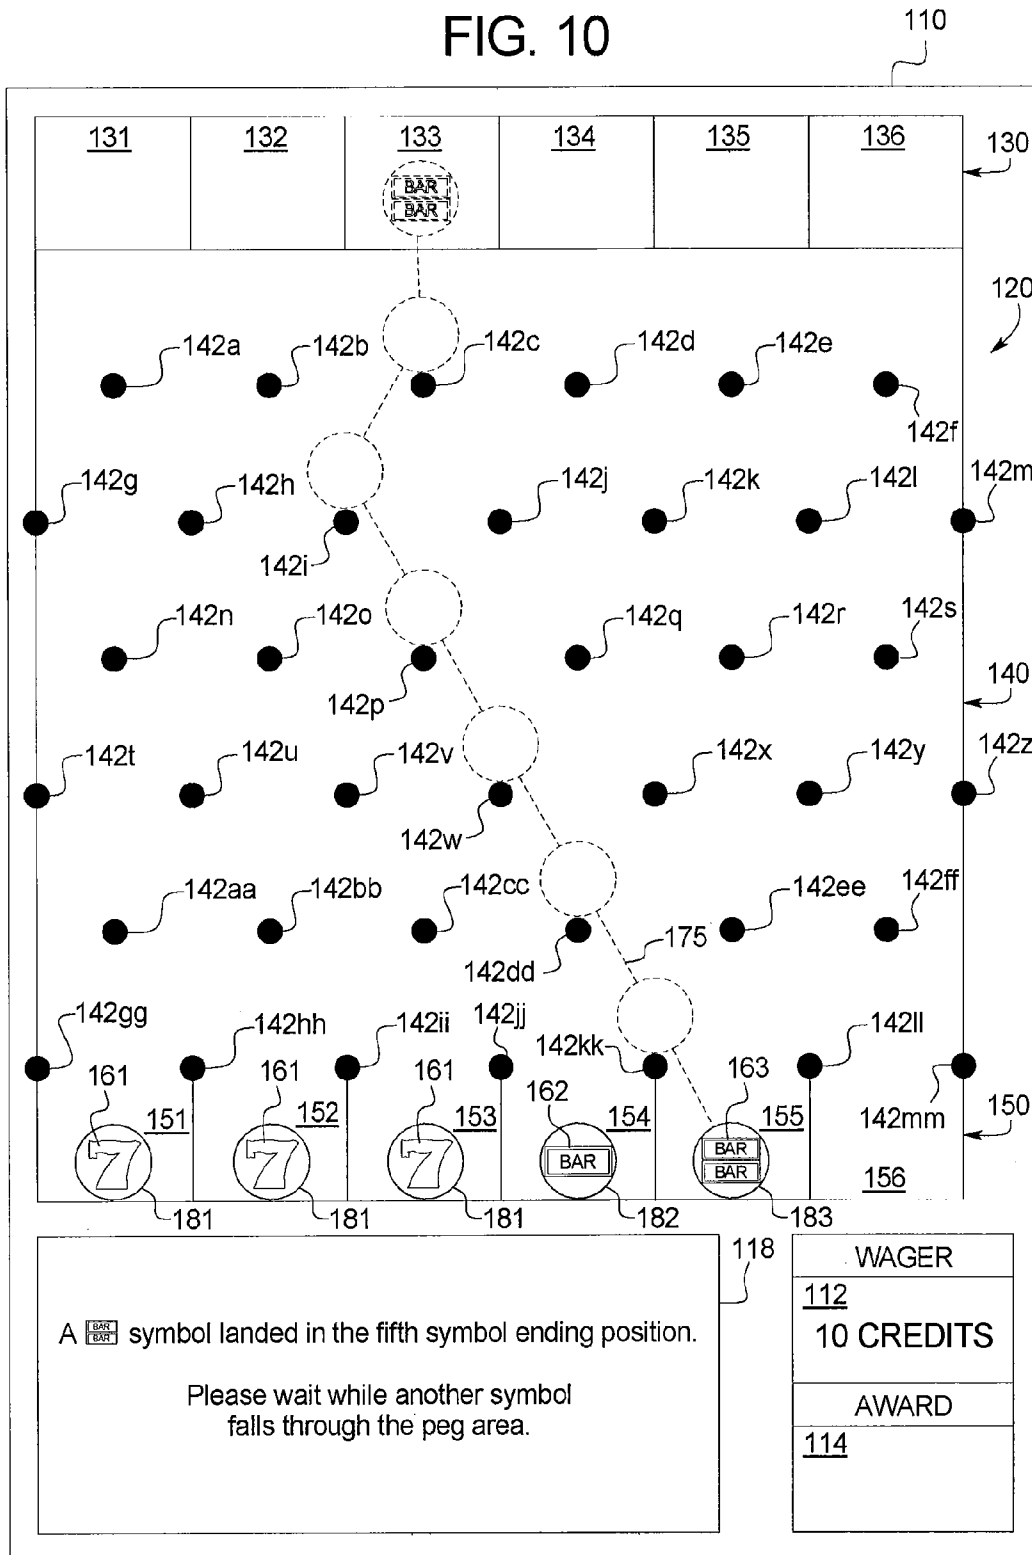 FIG. 10
110
131 132 133 134 135 136
130
BAR
BAR
120
142a 142b 142c 142d 142e
142f
142g 142h 142j 142k 142l 142m
142i
142n 142o 142q 142r 142s
142p
140
142t 142u 142v 142x 142y 142z
142w
142aa 142bb 142cc 142ee 142ff
175
142dd
142gg 142hh 142ii 142jj 142kk 142ll
161 161 161 162 163
151 152 153 154 155 142mm 150
7 7 7 BAR BAR
BAR
156
181 181 181 182 183
118
WAGER
112
10 CREDITS
AWARD
114
A BAR
BAR symbol landed in the fifth symbol ending position.
Please wait while another symbol
falls through the peg area.